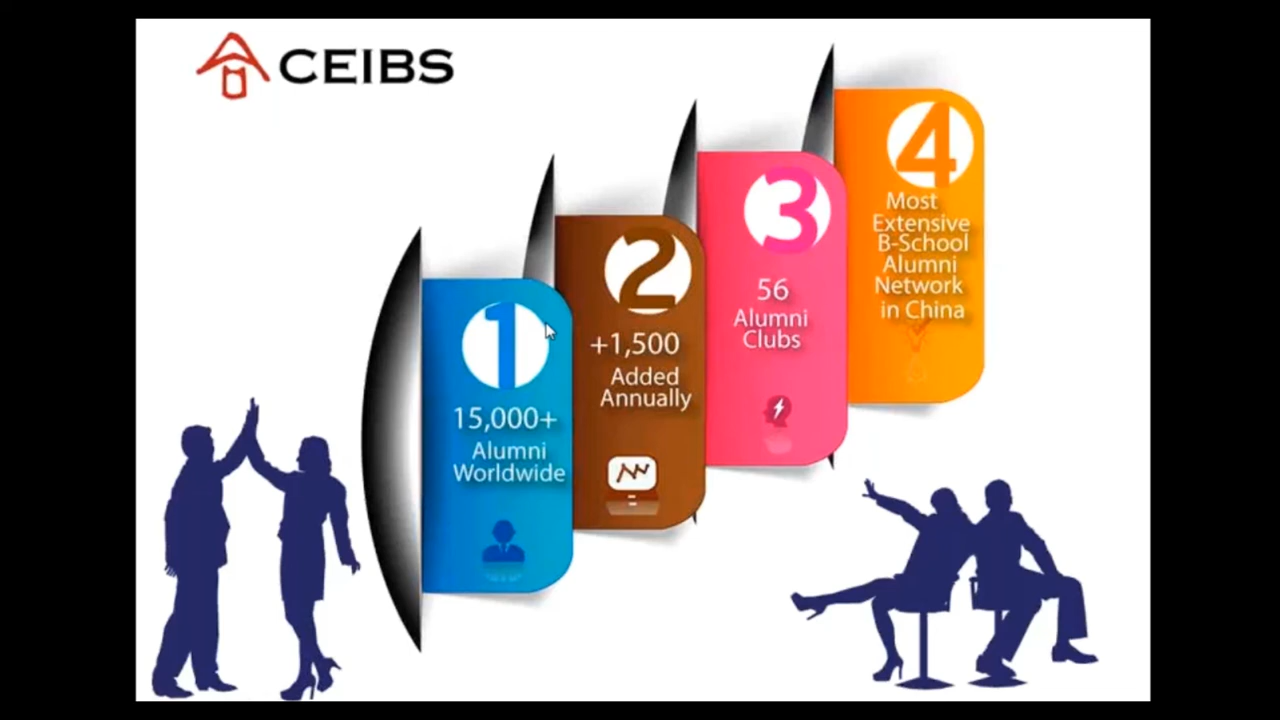 CEIBS
1
15,000+
Alumni
Worldwide
2
+1,500
Added
Annually
3
56
Alumni
Clubs
4
Most
Extensive
B-School
Alumni
Network
in China